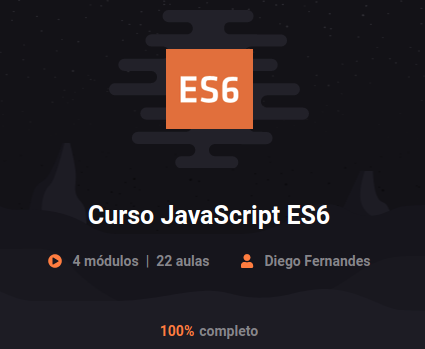 ES6
Curso JavaScript ES6
4 módulos | 22 aulas Diego Fernandes
100% completo